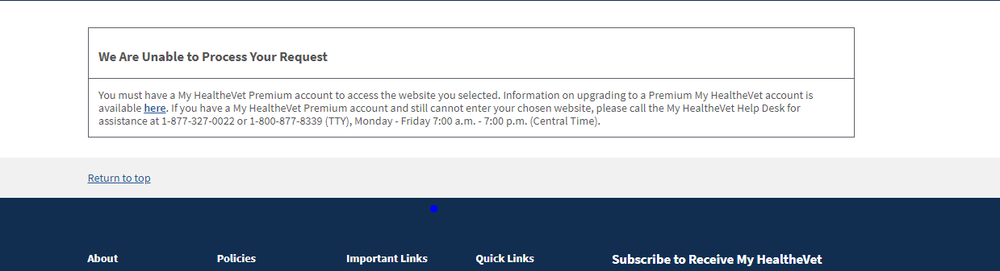 We Are Unable to Process Your Request
You must have a My HealtheVet Premium account to access the website you selected. Information on upgrading to a Premium My HealtheVet account is
available here. If you have a My HealtheVet Premium account and still cannot enter your chosen website, please call the My HealtheVet Help Desk for
assistance at 1-877-327-0022 or 1-800-877-8339 (TTY), Monday - Friday 7:00 a.m. - 7:00 p.m. (Central Time).
Return to top
About Policies Important Links Quick Links Subscribe to Receive My HealtheVet